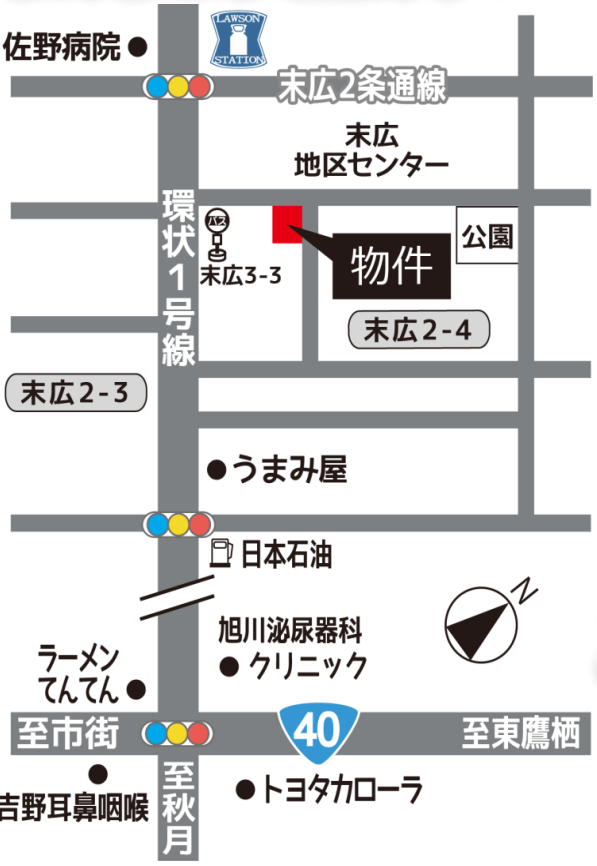 LAWSON
STATION
佐野病院
末広2条通線
末広
地区センター
環状1号線
バス
末広3-3
物件
公園
末広2-4
末広2-3
うまみ屋
日本石油
N
旭川泌尿器科
クリニック
ラーメン
てんてん
至市街
40
至東鷹栖
吉野耳鼻咽喉
至秋月
トヨタカローラ